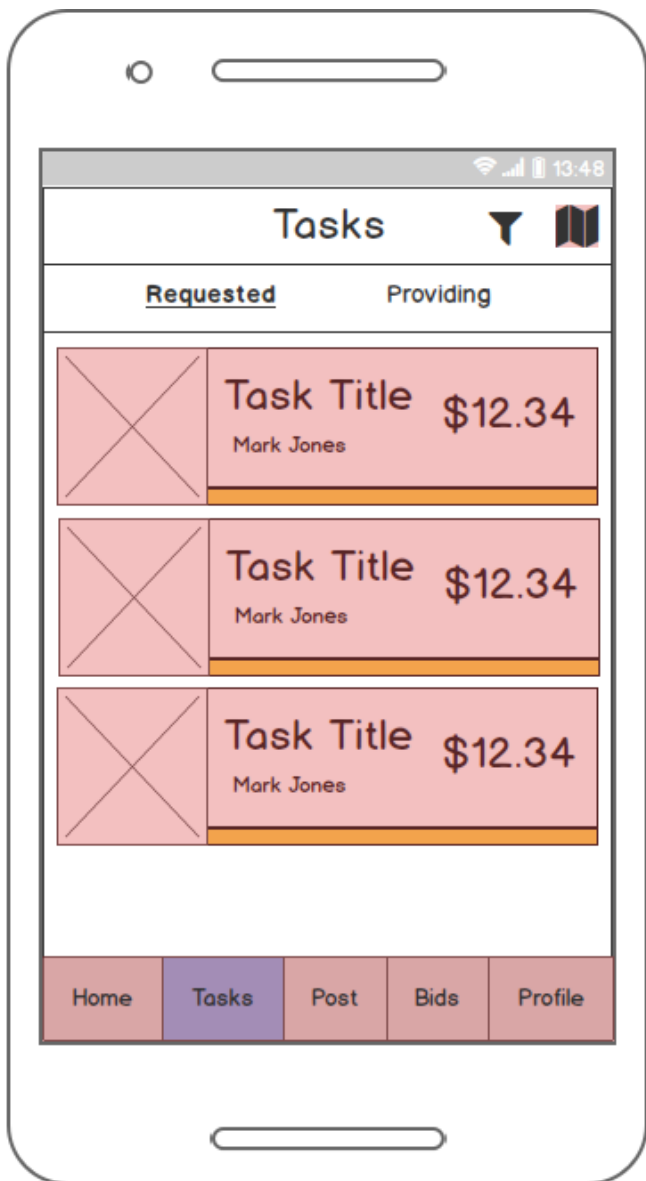 13:48
Tasks
Requested Providing
Task Title $12.34
Mark Jones
Task Title $12.34
Mark Jones
Task Title $12.34
Mark Jones
Home Tasks Post Bids Profile